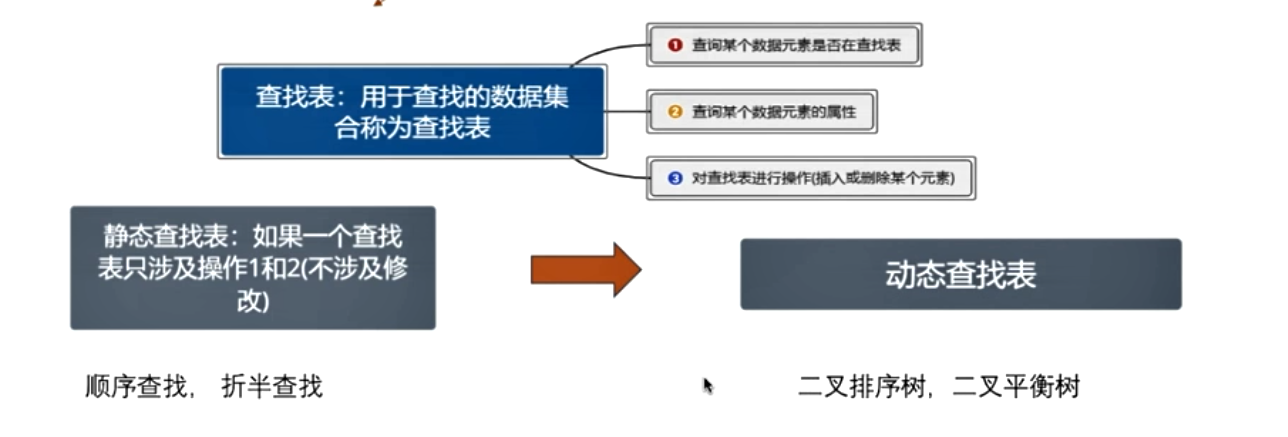 查找表：用于查找的数据集
合称为查找表
1 查询某个数据元素是否在查找表
2 查询某个数据元素的属性
3 对查找表进行操作(插入或删除某个元素)
静态查找表：如果一个查找
表只涉及操作1和2(不涉及修
改)
动态查找表
顺序查找， 折半查找
二叉排序树，二叉平衡树